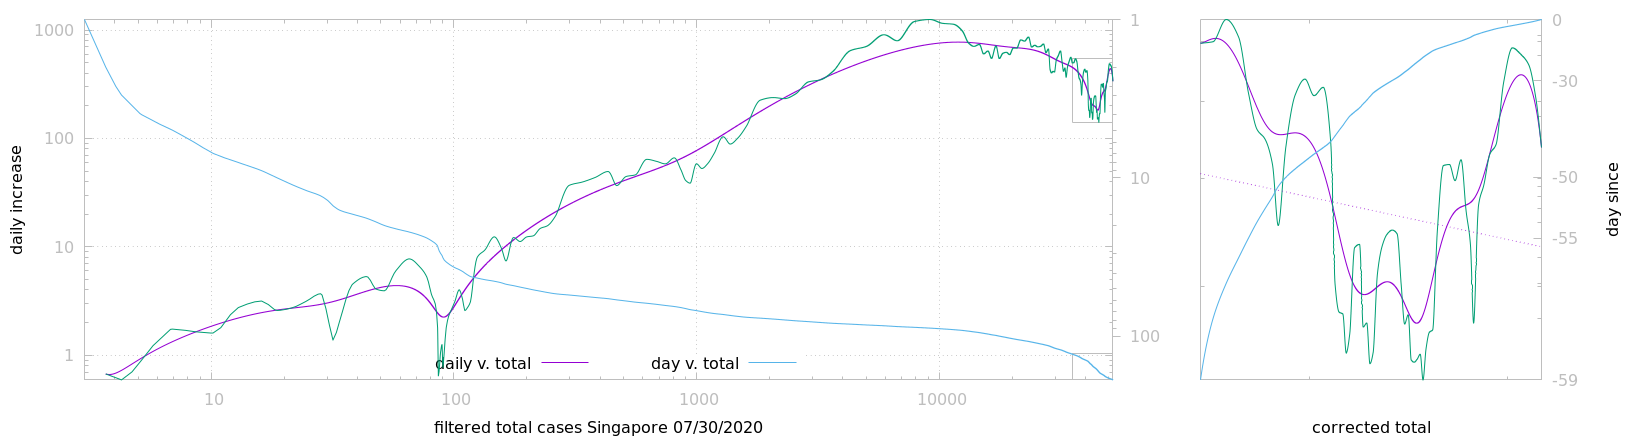 1000
100
10
1
daily increase
10
100
1000
10000
filtered total cases Singapore 07/30/2020
daily v. total
day v. total
1
10
100
0
-30
-50
-55
-59
day since
corrected total